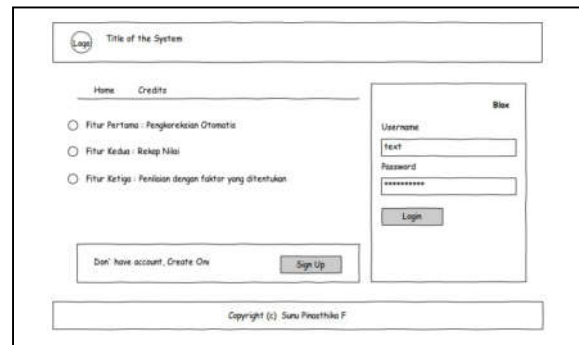 Logo
Title of the System
Home Credits
Fitur Pertama : Pengkoreksian Otomatis
Fitur Kedua : Rekap Nilai
Fitur Ketiga : Penilaian dengan faktor yang ditentukan
Don' have account, Create One
Sign Up
Blox
Username
text
Password
**********
Login
Copyright (c) Sunu Pinasthika F